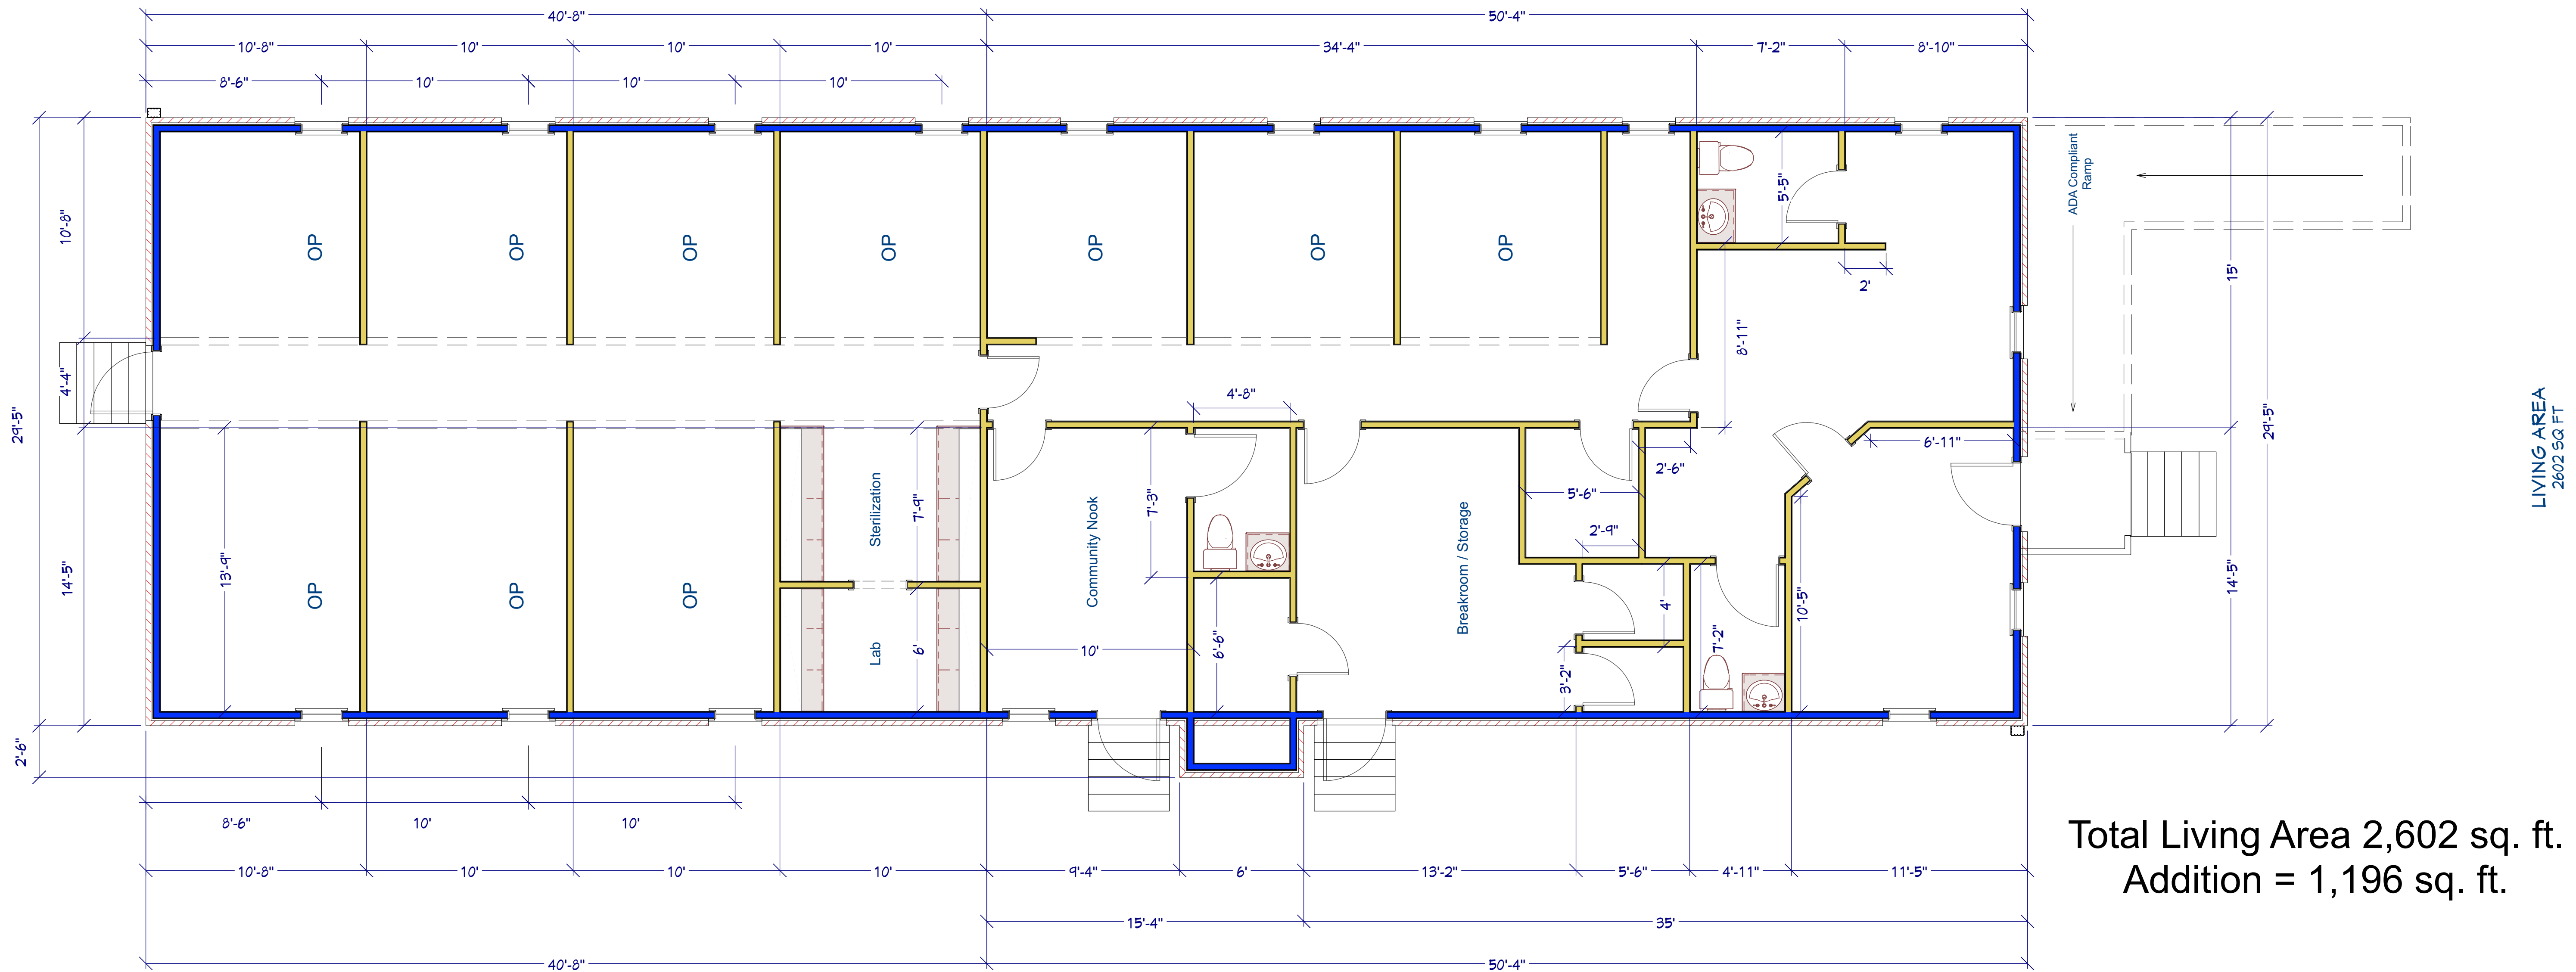 40'-8"
50'-4"
10'-8"
10'
10'
10'
34'-4"
7'-2"
8'-10"
8'-6"
10'
10'
10'
29'-5"
10'-8"
4'-4"
14'-5"
2'-6"
OP
OP
OP
OP
OP
OP
OP
5'-5"
2'
8'-11"
ADA Compliant
Ramp
15'
29'-5"
14'-5"
LIVING AREA
2602 SQ FT
4'-8"
13'-9"
OP
OP
OP
Sterilization
7'-9"
Lab
6'
Community Nook
10'
7'-3"
6'-6"
Breakroom / Storage
5'-6"
2'-6"
2'-9"
4'
3'-2"
7'-2"
10'-5"
6'-11"
8'-6"
10'
10'
10'-8"
10'
10'
10'
9'-4"
6'
13'-2"
5'-6"
4'-11"
11'-5"
15'-4"
35'
40'-8"
50'-4"
Total Living Area 2,602 sq. ft.
Addition = 1,196 sq. ft.